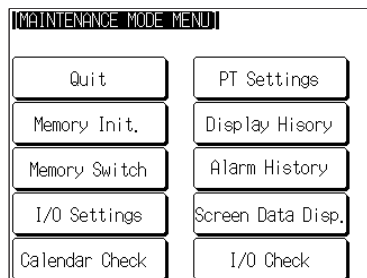 [MAINTENANCE MODE MENU]
Quit
PT Settings
Memory Init.
Display Hisory
Memory Switch
Alarm History
I/O Settings
Screen Data Disp.
Calendar Check
I/O Check